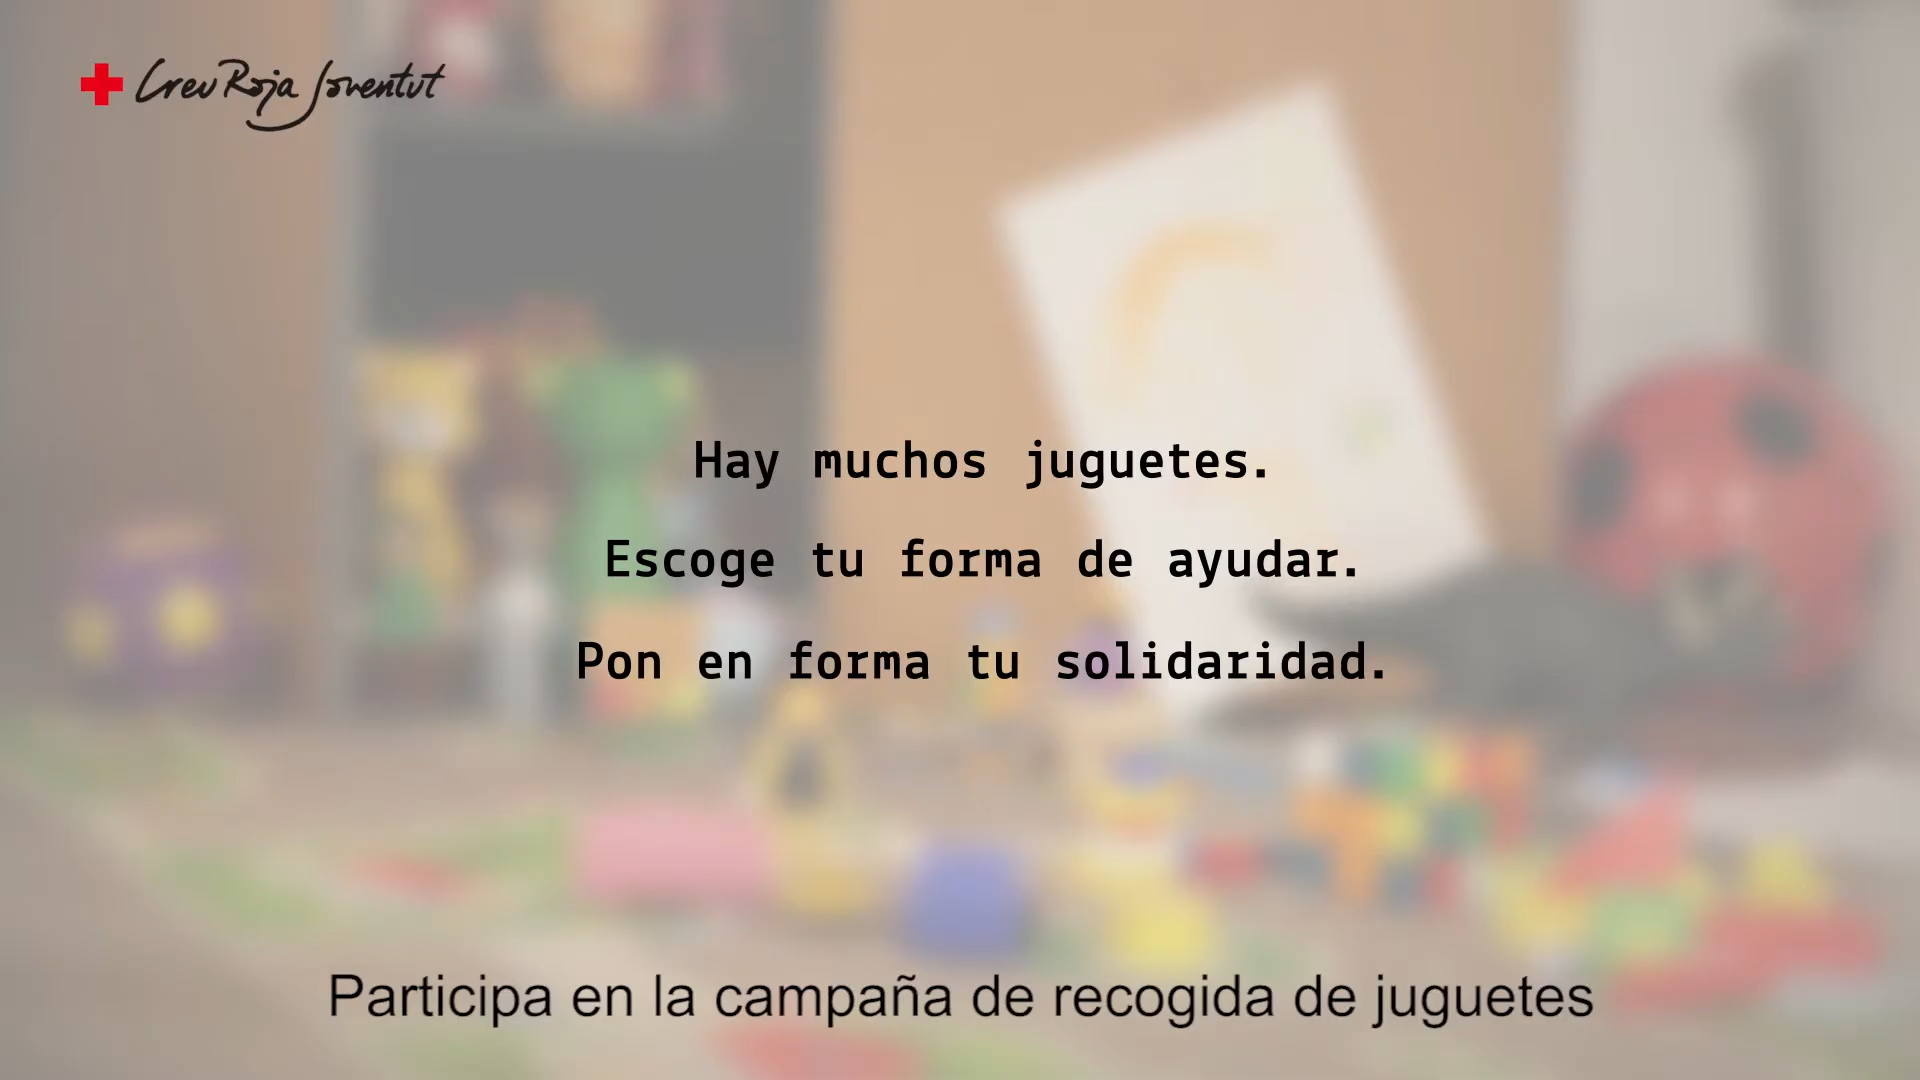 Creu Roja Joventut
Hay muchos juguetes.
Escoge tu forma de ayudar.
Pon en forma tu solidaridad.
Participa en la campaña de recogida de juguetes